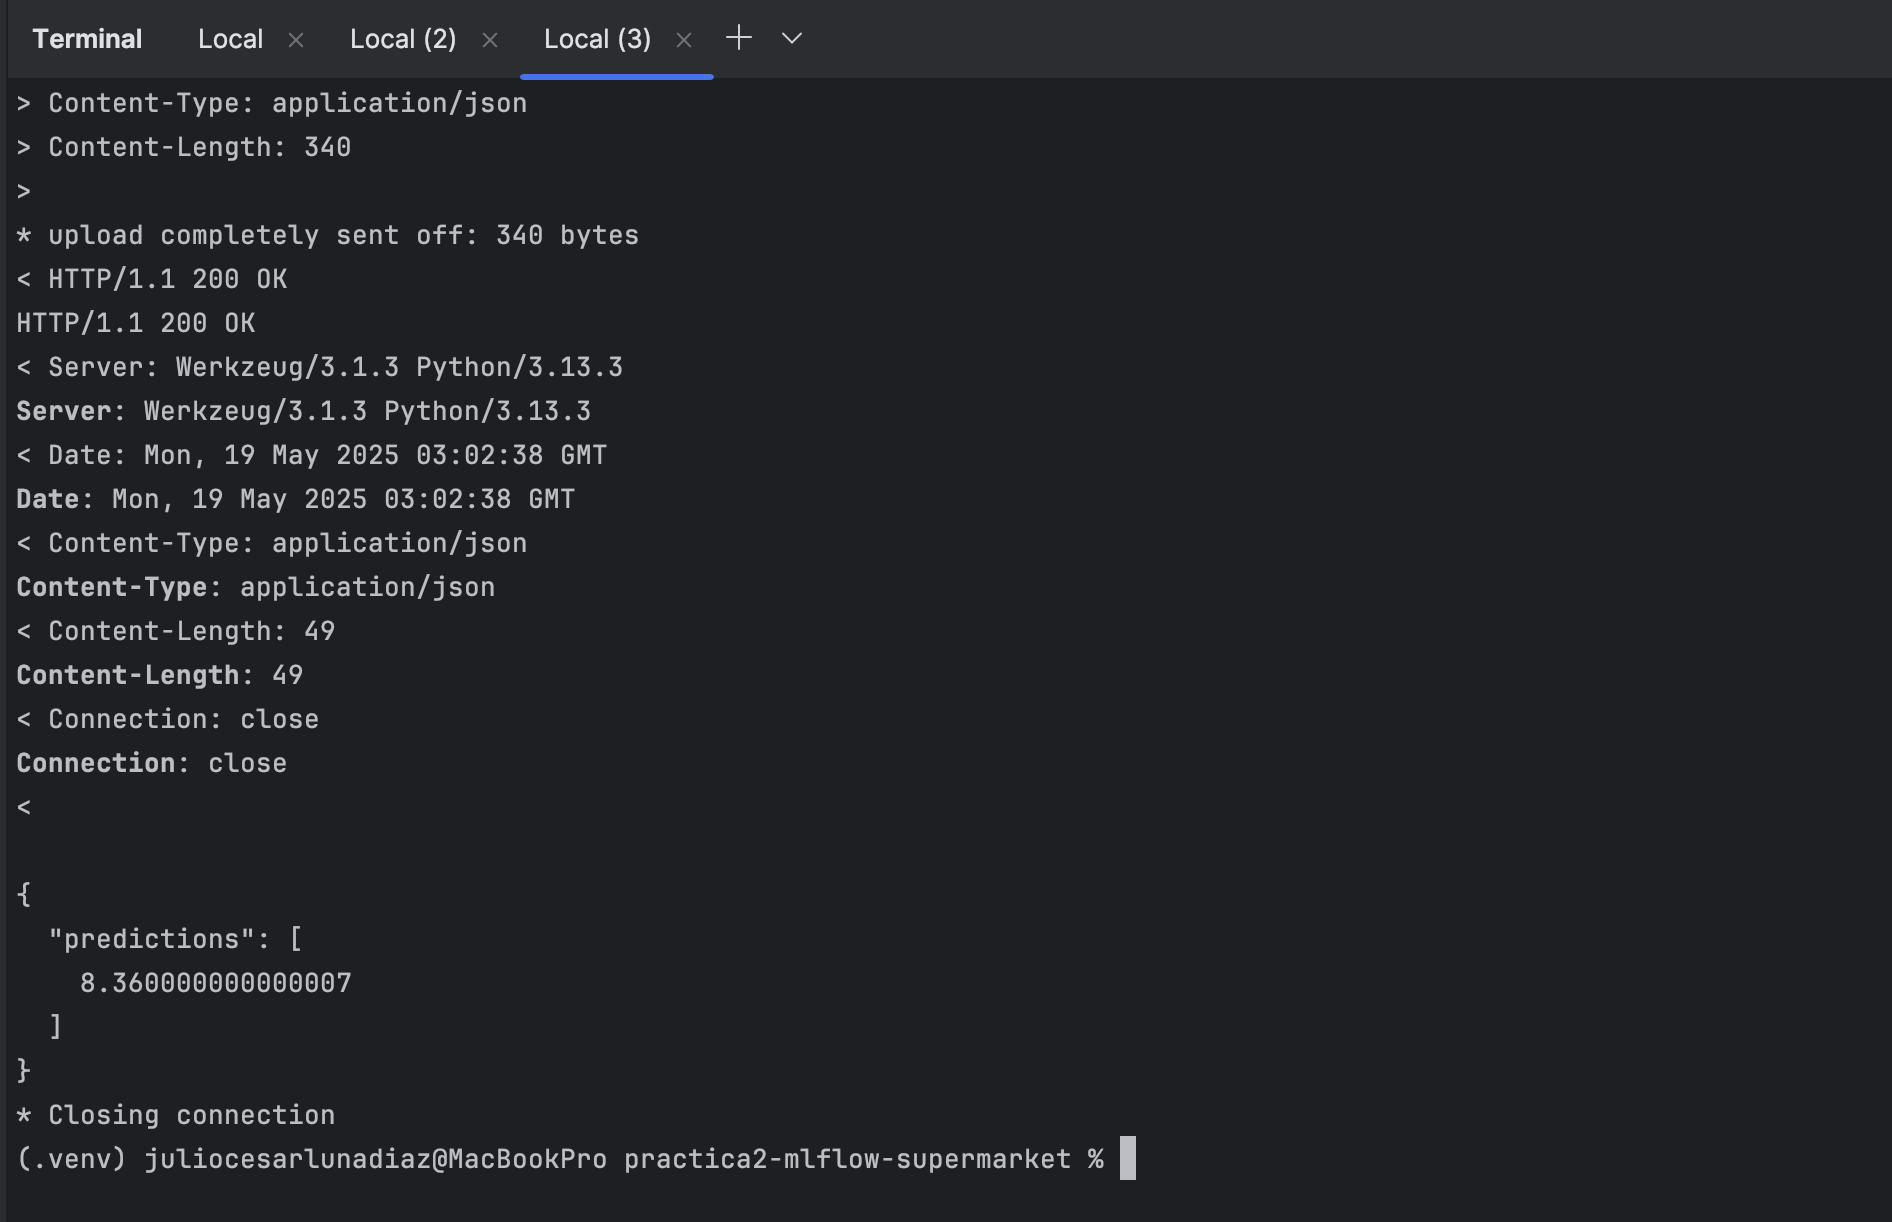 Terminal Local Local (2) Local (3)
> Content-Type: application/json
> Content-Length: 340
>
* upload completely sent off: 340 bytes
< HTTP/1.1 200 OK
HTTP/1.1 200 OK
< Server: Werkzeug/3.1.3 Python/3.13.3
Server: Werkzeug/3.1.3 Python/3.13.3
< Date: Mon, 19 May 2025 03:02:38 GMT
Date: Mon, 19 May 2025 03:02:38 GMT
< Content-Type: application/json
Content-Type: application/json
< Content-Length: 49
Content-Length: 49
< Connection: close
Connection: close
<
{
  "predictions": [
    8.360000000000007
  ]
}
* Closing connection
(.venv) juliocesarlunadiaz@MacBookPro practica2-mlflow-supermarket %